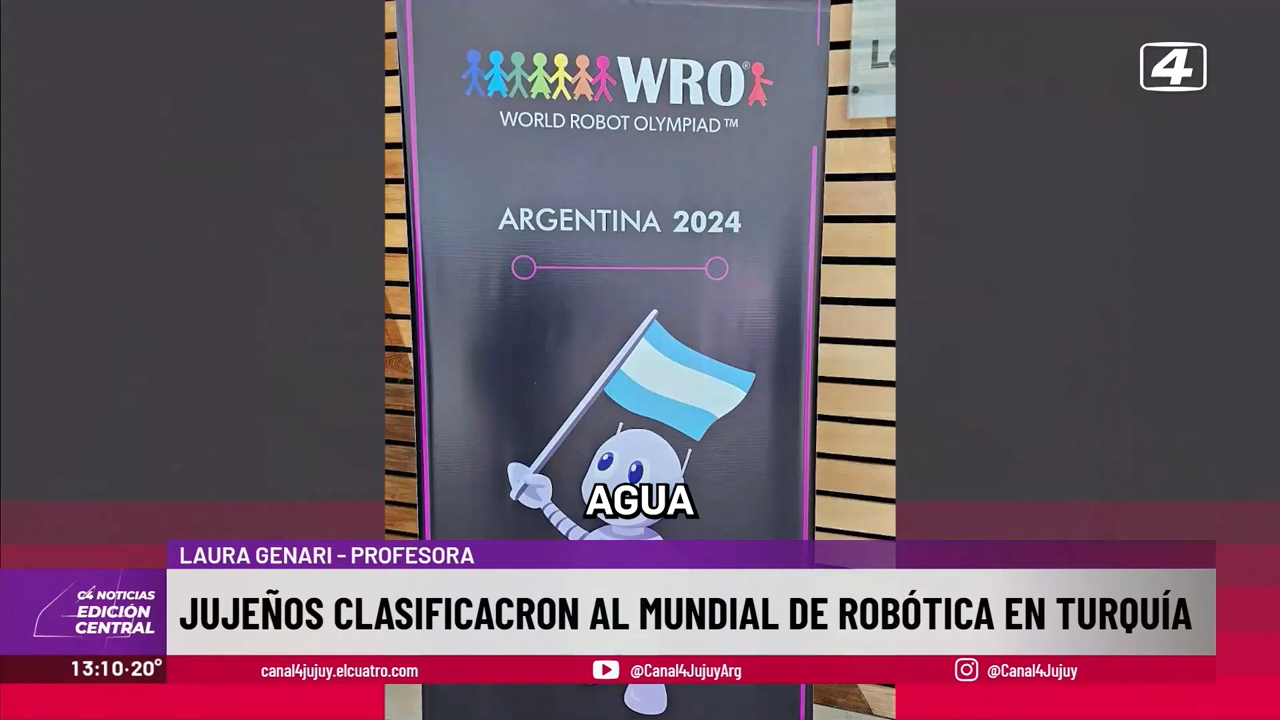 4
WRO®
WORLD ROBOT OLYMPIAD™
ARGENTINA 2024
AGUA
LAURA GENARI - PROFESORA
C4 NOTICIAS
EDICIÓN
CENTRAL
JUJEÑOS CLASIFICACRON AL MUNDIAL DE ROBÓTICA EN TURQUÍA
13:10·20°
canal4jujuy.elcuatro.com
@Canal4JujuyArg
@Canal4Jujuy